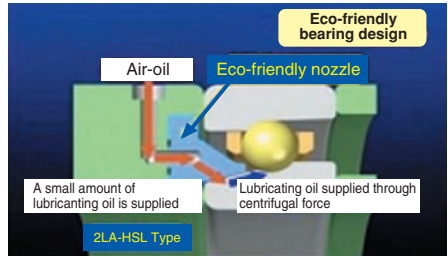 Eco-friendly
bearing design
Air-oil
Eco-friendly nozzle
A small amount of
lubricanting oil is supplied
Lubricating oil supplied through
centrifugal force
2LA-HSL Type